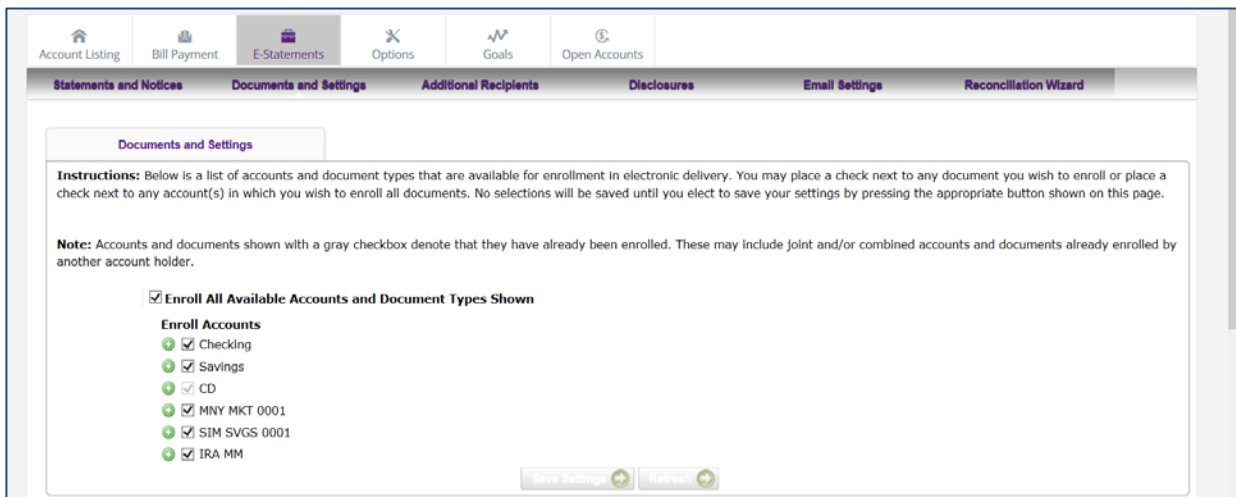 Account Listing
Bill Payment
E-Statements
Options
Goals
Open Accounts
Statements and Notices
Documents and Settings
Additional Recipients
Disclosures
Email Settings
Reconciliation Wizard
Documents and Settings
Instructions: Below is a list of accounts and document types that are available for enrollment in electronic delivery. You may place a check next to any document you wish to enroll or place a
check next to any account(s) in which you wish to enroll all documents. No selections will be saved until you elect to save your settings by pressing the appropriate button shown on this page.
Note: Accounts and documents shown with a gray checkbox denote that they have already been enrolled. These may include joint and/or combined accounts and documents already enrolled by
another account holder.
Enroll All Available Accounts and Document Types Shown
Enroll Accounts
Checking
Savings
CD
MNY MKT 0001
SIM SVGS 0001
IRA MM
Save Settings
Refresh